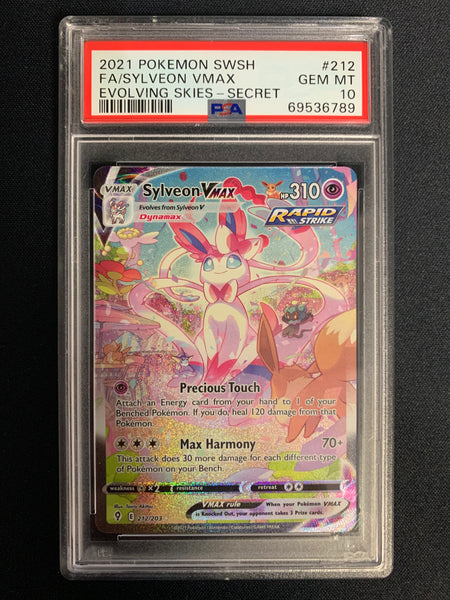 2021 POKEMON SWSH #212
FA/SYLVEON VMAX GEM MT
EVOLVING SKIES - SECRET 10
PSA 69536789
VMAX Sylveon VMAX HP 310
Evolves from Sylveon V
Dynamax
RAPID
STRIKE
Precious Touch
Attach an Energy card from your hand to 1 of your
Benched Pokémon. If you do, heal 120 damage from that
Pokémon.
Max Harmony 70+
This attack does 30 more damage for each different type
of Pokémon on your Bench.
weakness ×2 resistance retreat
VMAX rule When your Pokémon VMAX
is Knocked Out, your opponent takes 3 Prize cards.
212/203